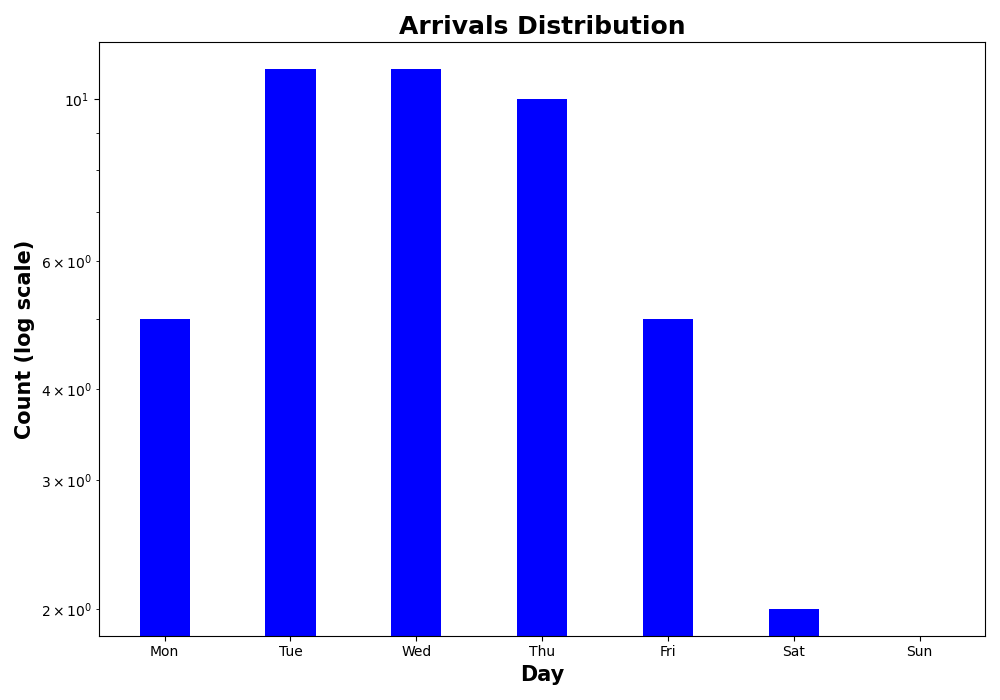 Arrivals Distribution
Count (log scale)
10¹
6 × 10⁰
4 × 10⁰
3 × 10⁰
2 × 10⁰
Mon Tue Wed Thu Fri Sat Sun
Day